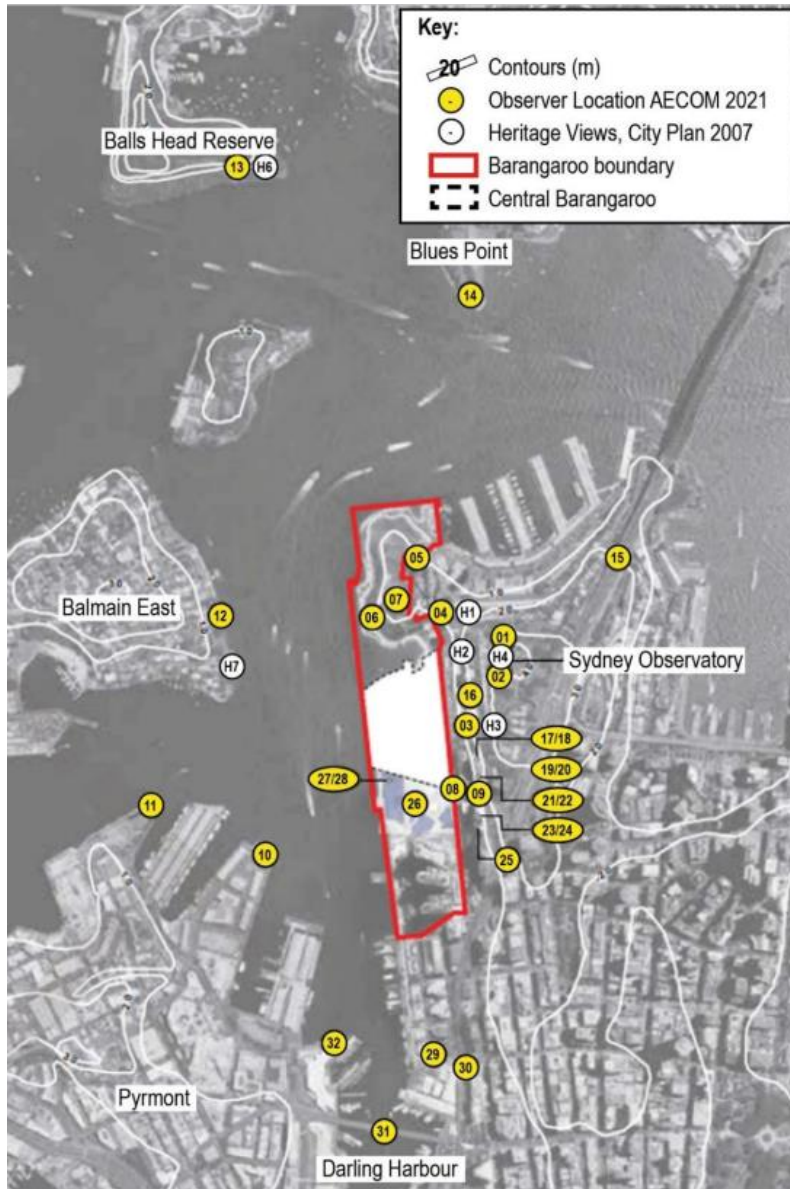 Key:
20 Contours (m)
- Observer Location AECOM 2021
- Heritage Views, City Plan 2007
Barangaroo boundary
Central Barangaroo
Balls Head Reserve
13 H6
Blues Point
14
05
15
Balmain East
12
07
06
04 H1
01
H2
H4
Sydney Observatory
H7
02
16
03 H3
17/18
19/20
27/28
08
09
21/22
11
26
23/24
10
25
32
29
30
Pyrmont
31
Darling Harbour